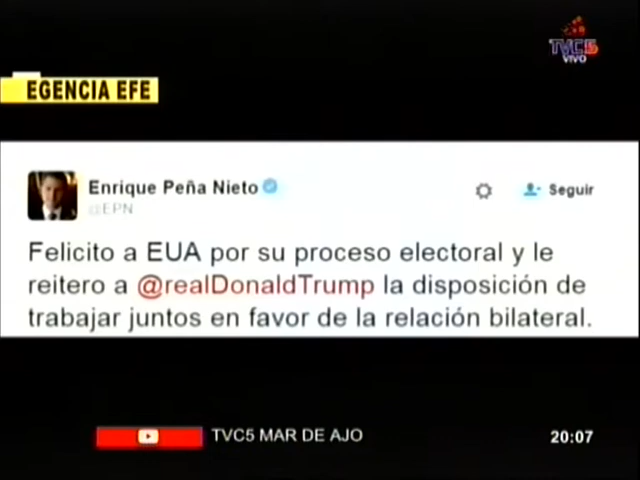 TVC5
VIVO
EGENCIA EFE
Enrique Peña Nieto
@EPN
Seguir
Felicito a EUA por su proceso electoral y le
reitero a @realDonaldTrump la disposición de
trabajar juntos en favor de la relación bilateral.
TVC5 MAR DE AJO
20:07